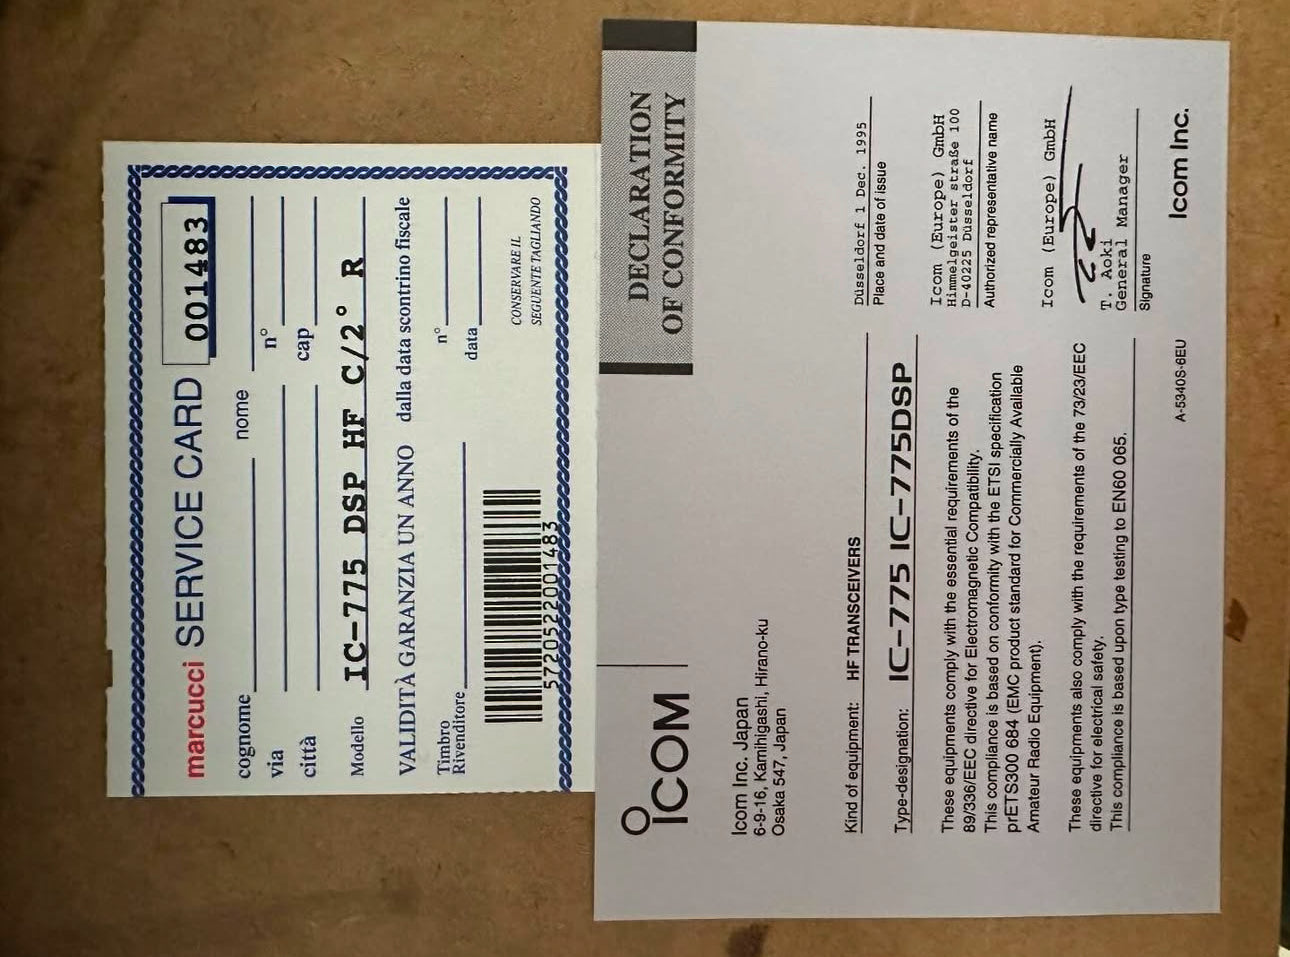 marcucci SERVICE CARD 001483
cognome nome
via n°
città cap
Modello IC-775 DSP HF C/2° R
VALIDITÀ GARANZIA UN ANNO dalla data scontrino fiscale
Timbro
Rivenditore n°
data
5720522001483
CONSERVARE IL
SEGUENTE TAGLIANDO
ICOM
DECLARATION
OF CONFORMITY
Icom Inc. Japan
6-9-16, Kamihigashi, Hirano-ku
Osaka 547, Japan
Kind of equipment: HF TRANSCEIVERS
Type-designation: IC-775 IC-775DSP
These equipments comply with the essential requirements of the
89/336/EEC directive for Electromagnetic Compatibility.
This compliance is based on conformity with the ETSI specification
prETS300 684 (EMC product standard for Commercially Available
Amateur Radio Equipment).
These equipments also comply with the requirements of the 73/23/EEC
directive for electrical safety.
This compliance is based upon type testing to EN60 065.
Düsseldorf 1 Dec. 1995
Place and date of issue
Icom (Europe) GmbH
Himmelgeister straße 100
D-40225 Düsseldorf
Authorized representative name
Icom (Europe) GmbH
T. Aoki
General Manager
Signature
A-5340S-6EU
Icom Inc.